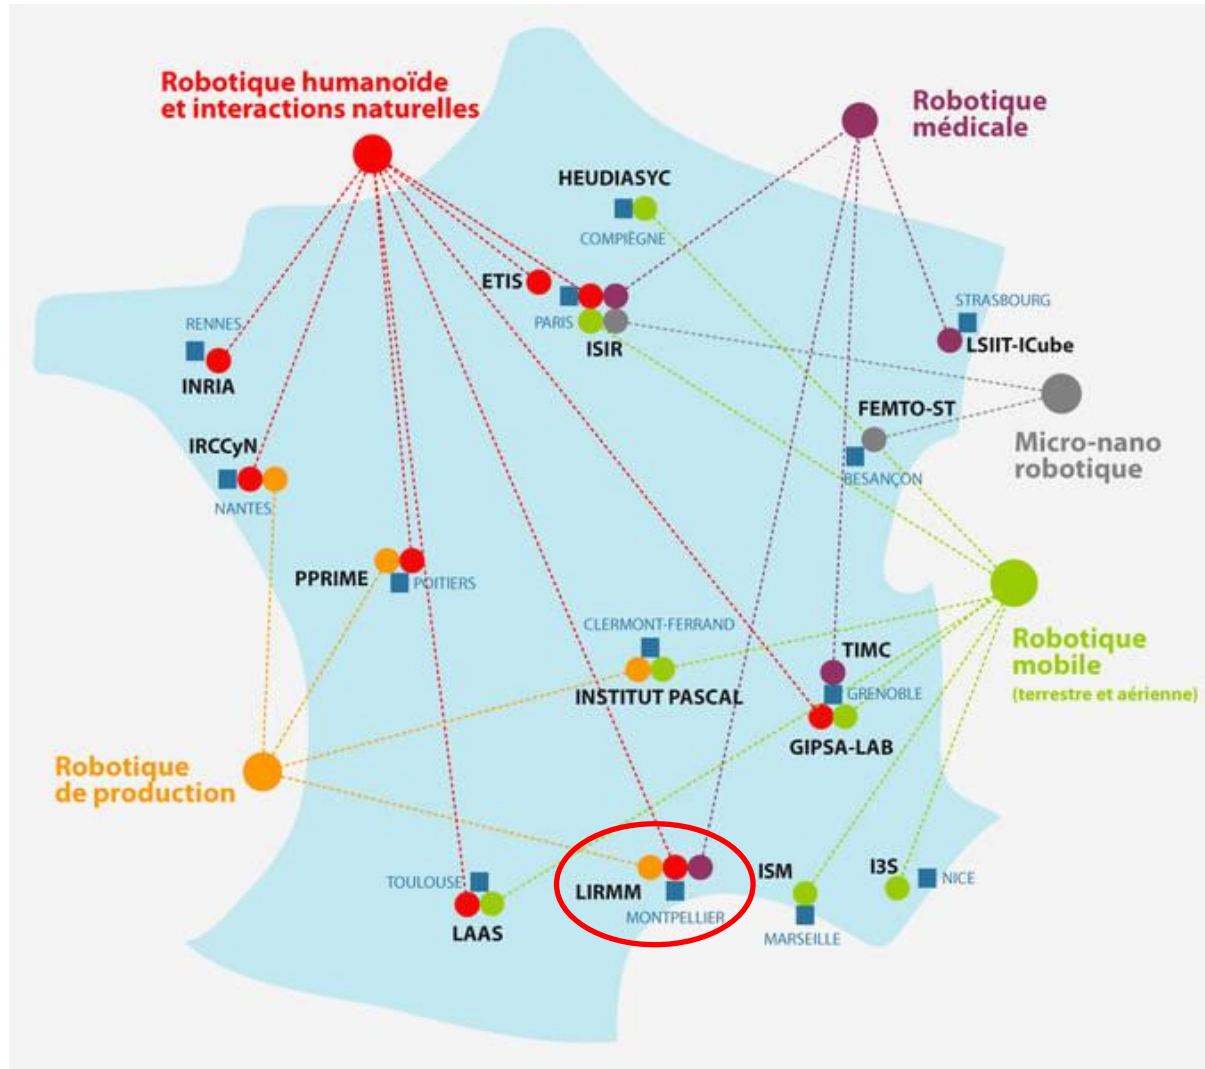 Robotique humanoïde
et interactions naturelles
Robotique
médicale
HEUDIASYC
COMPIÈGNE
ETIS
PARIS
ISIR
STRASBOURG
LSIIT-ICube
RENNES
INRIA
FEMTO-ST
BESANÇON
Micro-nano
robotique
IRCCyN
NANTES
PPRIME
POITIERS
CLERMONT-FERRAND
INSTITUT PASCAL
TIMC
GRENOBLE
GIPSA-LAB
Robotique
mobile
(terrestre et aérienne)
Robotique
de production
TOULOUSE
LAAS
LIRMM
MONTPELLIER
ISM
MARSEILLE
I3S
NICE